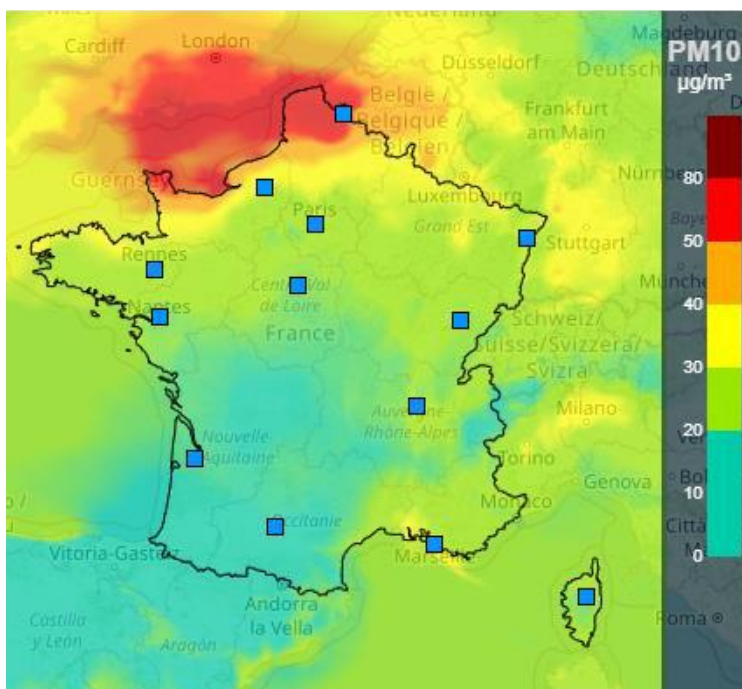 Nederland
Magdeburg
Cardiff
London
PM10
Düsseldorf
Deutschland
µg/m³
België /
Belgique /
Belgien
Frankfurt
am Main
80
Guernsey
Luxembourg
Nürnberg
Paris
Grand Est
Stuttgart
50
Rennes
Centre-Val
de Loire
40
Nantes
France
Schweiz/
Suisse/Svizzera/
Svizra
30
Auvergne-
Rhône-Alpes
Milano
20
Nouvelle
Aquitaine
Torino
Genova
10
Monaco
Occitanie
Marseille
0
Vitoria-Gasteiz
Andorra
la Vella
Castilla
y León
Aragón
Roma